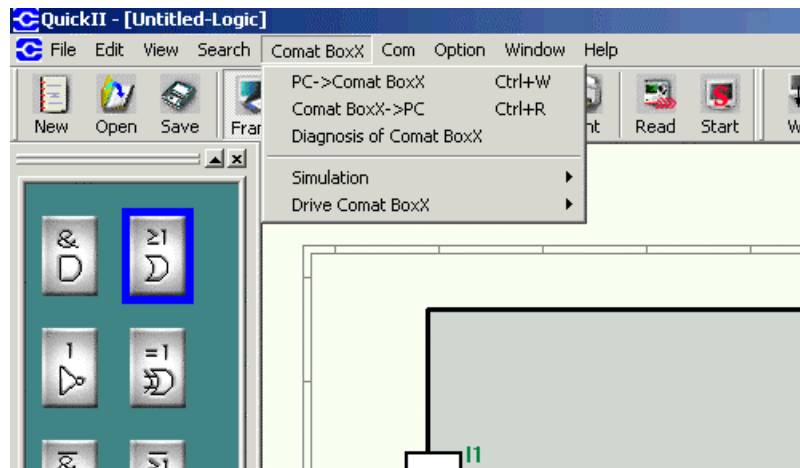 QuickII - [Untitled-Logic]
File Edit View Search Comat BoxX Com Option Window Help
PC->Comat BoxX Ctrl+W
Comat BoxX->PC Ctrl+R
Diagnosis of Comat BoxX
Simulation
Drive Comat BoxX
New Open Save Read Start
& ≥1
1 =1
& ≥1
I1